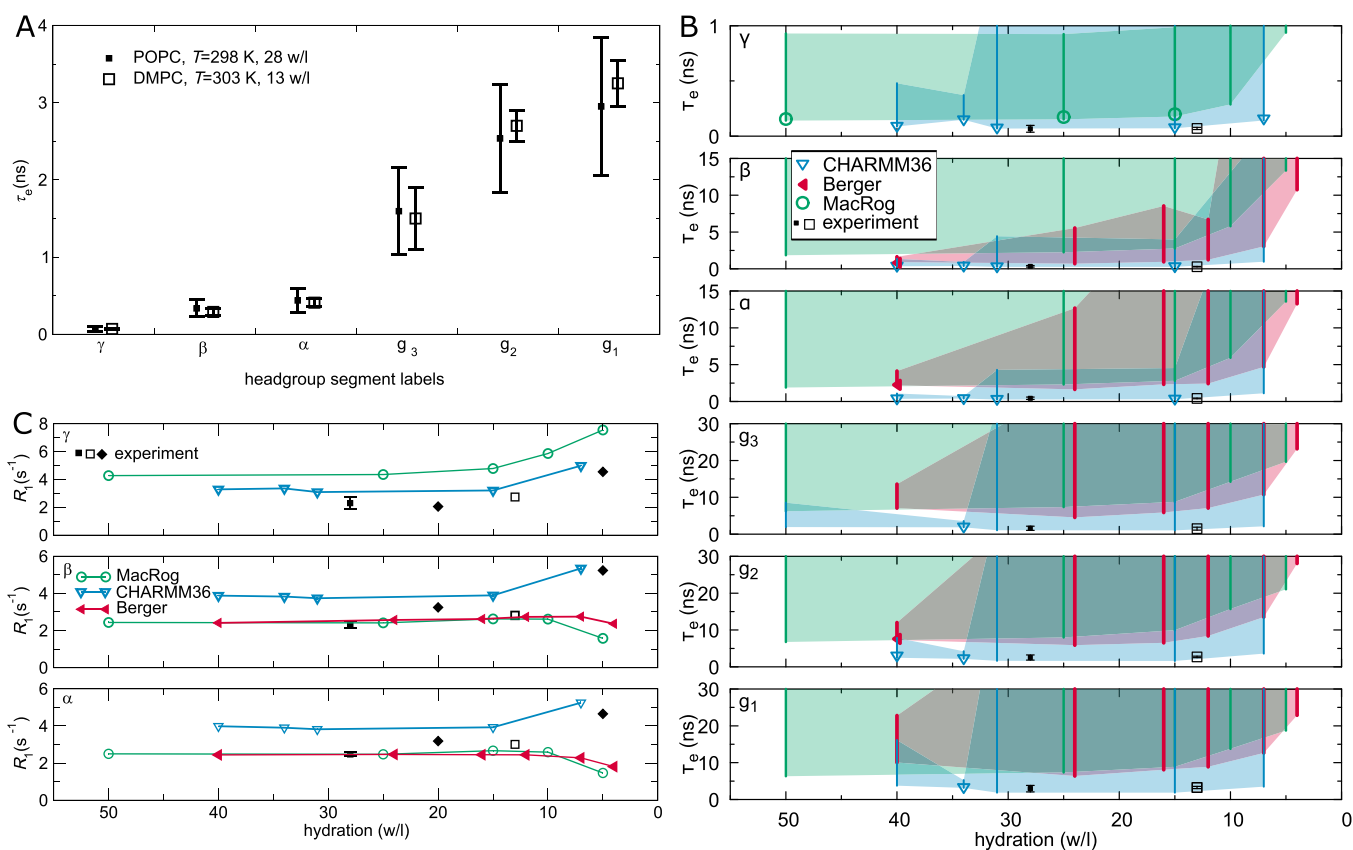 A
4
3
2
1
0
τe(ns)
POPC, T=298 K, 28 w/l
DMPC, T=303 K, 13 w/l
γ β α g3 g2 g1
headgroup segment labels
B
γ
1
0.5
0
τe (ns)
CHARMM36
Berger
MacRog
experiment
β
15
10
5
0
τe (ns)
α
15
10
5
0
τe (ns)
g3
30
20
10
0
τe (ns)
g2
30
20
10
0
τe (ns)
g1
30
20
10
0
τe (ns)
50 40 30 20 10 0
hydration (w/l)
C
γ
8
6
4
2
0
R1(s-1)
experiment
β
6
4
2
0
R1(s-1)
MacRog
CHARMM36
Berger
α
6
4
2
0
R1(s-1)
50 40 30 20 10 0
hydration (w/l)